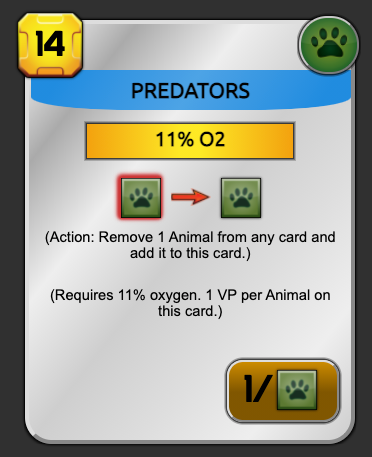 14
PREDATORS
11% O2
(Action: Remove 1 Animal from any card and
add it to this card.)
(Requires 11% oxygen. 1 VP per Animal on
this card.)
1/